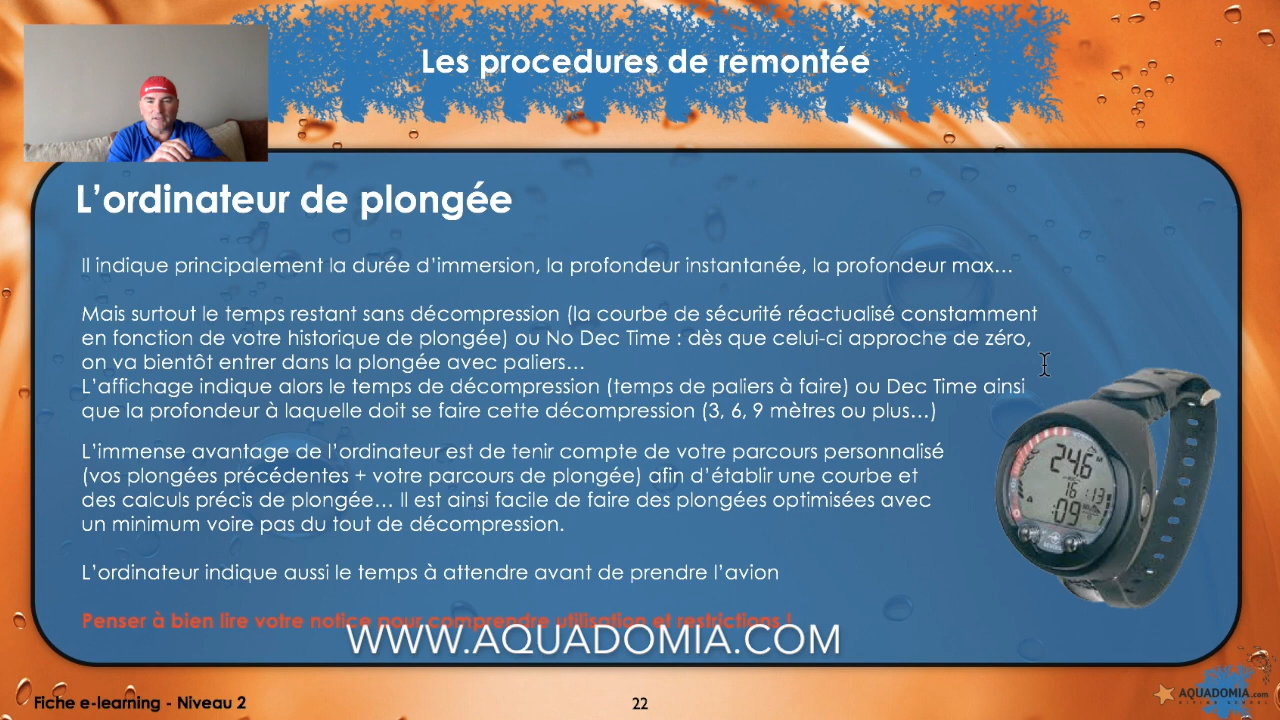 Les procedures de remontée
L'ordinateur de plongée
Il indique principalement la durée d'immersion, la profondeur instantanée, la profondeur max...
Mais surtout le temps restant sans décompression (la courbe de sécurité réactualisé constamment
en fonction de votre historique de plongée) ou No Dec Time : dès que celui-ci approche de zéro,
on va bientôt entrer dans la plongée avec paliers...
L'affichage indique alors le temps de décompression (temps de paliers à faire) ou Dec Time ainsi
que la profondeur à laquelle doit se faire cette décompression (3, 6, 9 mètres ou plus...)
L'immense avantage de l'ordinateur est de tenir compte de votre parcours personnalisé
(vos plongées précédentes + votre parcours de plongée) afin d'établir une courbe et
des calculs précis de plongée... Il est ainsi facile de faire des plongées optimisées avec
un minimum voire pas du tout de décompression.
24.6
16 :13
:09
L'ordinateur indique aussi le temps à attendre avant de prendre l'avion
Penser à bien lire votre notice pour comprendre utilisation et restrictions !
WWW.AQUADOMIA.COM
Fiche e-learning - Niveau 2
22
AQUADOMIA.com
DIVING SCHOOL